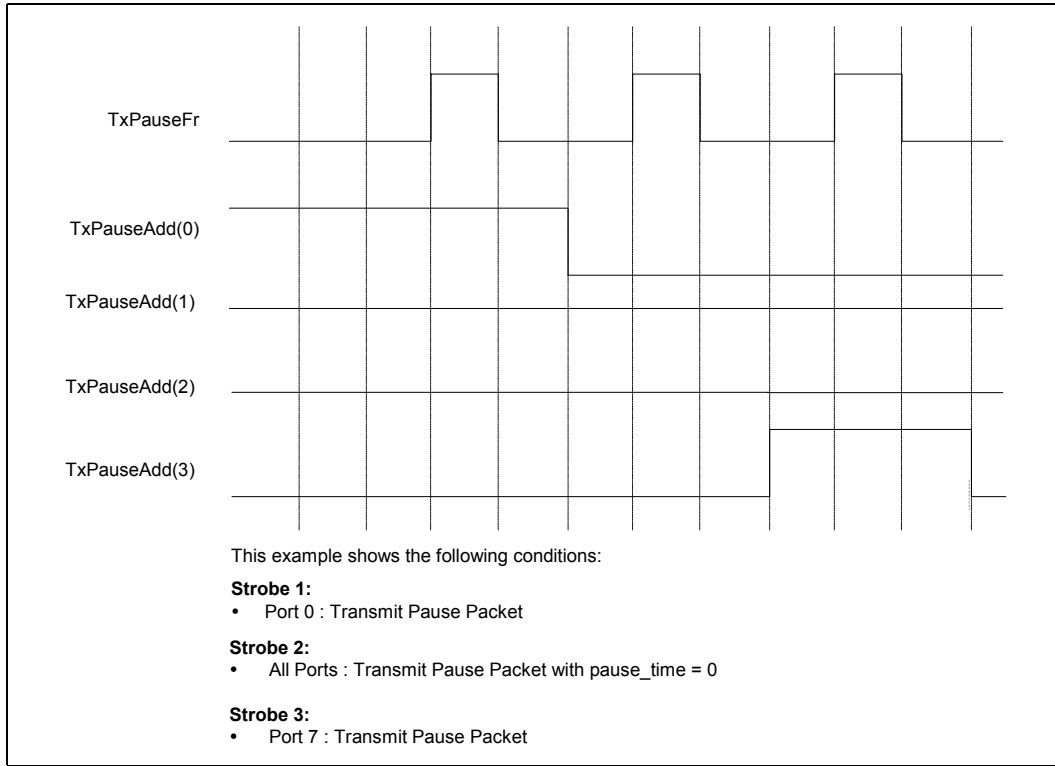 TxPauseFr
TxPauseAdd(0)
TxPauseAdd(1)
TxPauseAdd(2)
TxPauseAdd(3)
This example shows the following conditions:
Strobe 1:
• Port 0 : Transmit Pause Packet
Strobe 2:
• All Ports : Transmit Pause Packet with pause_time = 0
Strobe 3:
• Port 7 : Transmit Pause Packet